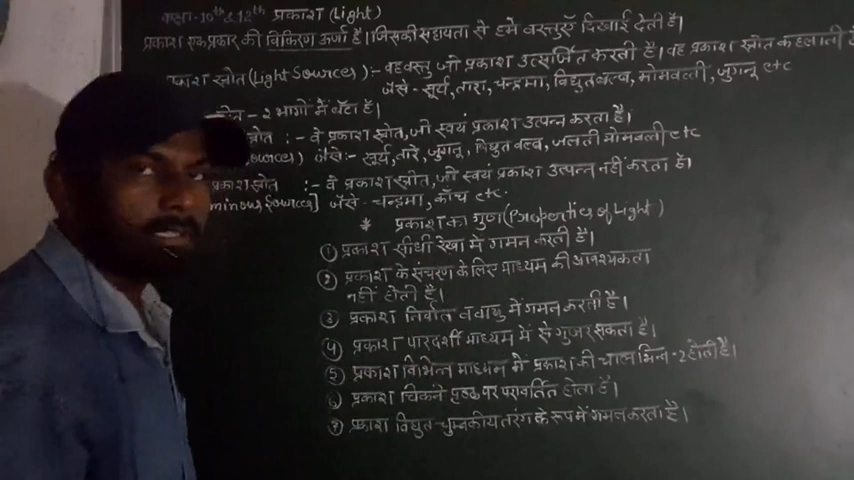 कक्षा-10th & 12th प्रकाश (Light)
प्रकाश एक प्रकार की विकिरण ऊर्जा है। जिसकी सहायता से हमे वस्तुएँ दिखाई देती है।
प्रकाश स्त्रोत (Light Sources) :- वह वस्तु जो प्रकाश उत्सर्जित करती है। वह प्रकाश स्त्रोत कहलाती है
जैसे - सूर्य, तारा, चन्द्रमा, विद्युत बल्ब, मोमबत्ती, जुगनू etc
स्त्रोत - 2 भागों में बँटा है।
स्त्रोत :- वे प्रकाश स्त्रोत, जो स्वयं प्रकाश उत्पन्न करता है।
ources) जैसे:- सूर्य, तारे, जुगनू, विद्युत बल्ब, जलती मोमबत्ती etc
प्रकाश स्त्रोत :- वे प्रकाश स्त्रोत, जो स्वयं प्रकाश उत्पन्न नहीं करता है।
minous Sources] जैसे - चन्द्रमा, काँच etc.
* प्रकाश का गुण (Properties of Light)
① प्रकाश सीधी रेखा में गमन करती है।
② प्रकाश के संचरण के लिए माध्यम की आवश्यकता
नहीं होती है।
③ प्रकाश निर्वात व वायु में गमन करती है।
④ प्रकाश पारदर्शी माध्यम में से गुजर सकता है।
⑤ प्रकाश विभिन्न माध्यम में प्रकाश की चाल भिन्न-2 होती है।
⑥ प्रकाश चिकने पृष्ठ पर परावर्तित होता है।
⑦ प्रकाश विद्युत-चुम्बकीय तरंग के रूप में गमन करता है।